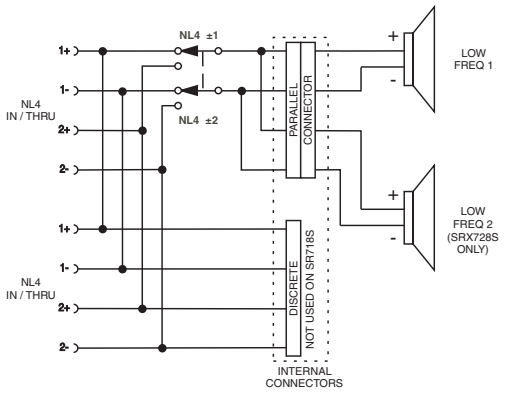 NL4 ±1
1+
1-
NL4
IN / THRU
2+
2-
NL4 ±2
PARALLEL
CONNECTOR
+
-
LOW
FREQ 1
+
-
LOW
FREQ 2
(SRX728S
ONLY)
1+
1-
NL4
IN / THRU
2+
2-
DISCRETE
NOT USED ON SR718S
INTERNAL
CONNECTORS